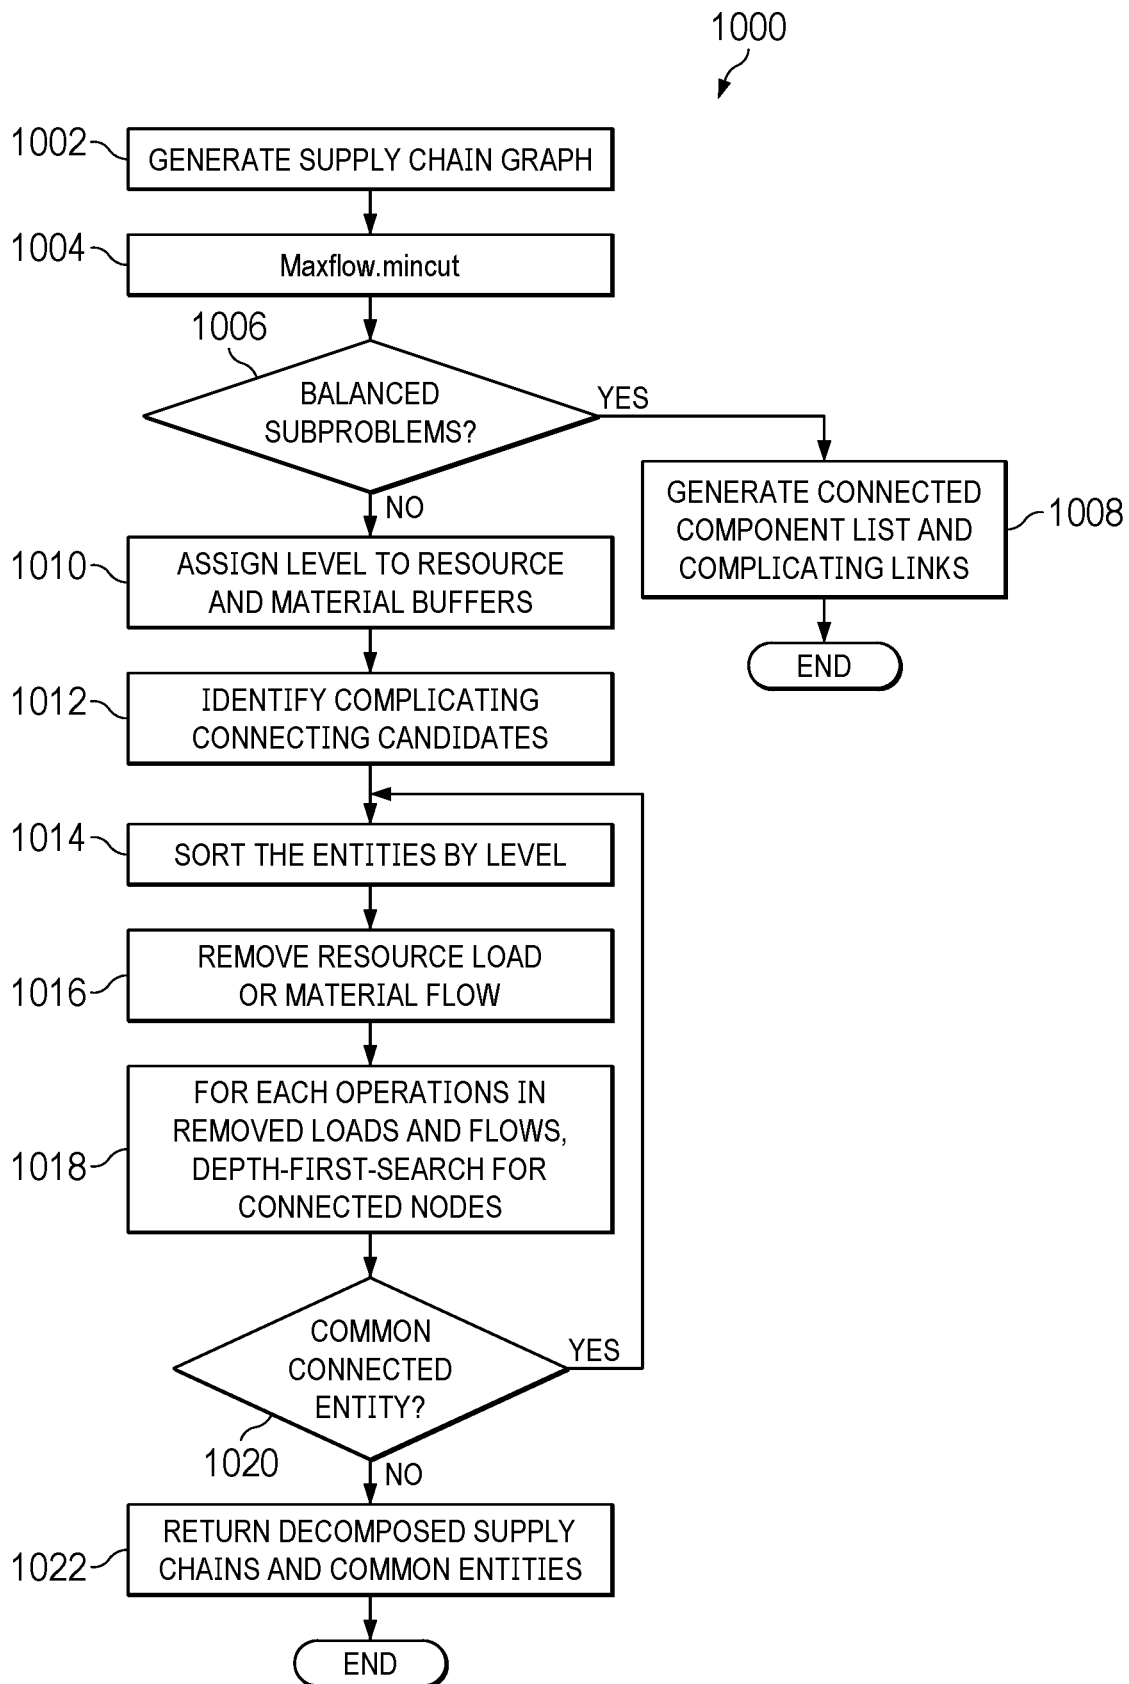 1000
1002
GENERATE SUPPLY CHAIN GRAPH
1004
Maxflow.mincut
1006
BALANCED
SUBPROBLEMS?
YES
NO
GENERATE CONNECTED
COMPONENT LIST AND
COMPLICATING LINKS
1008
END
1010
ASSIGN LEVEL TO RESOURCE
AND MATERIAL BUFFERS
1012
IDENTIFY COMPLICATING
CONNECTING CANDIDATES
1014
SORT THE ENTITIES BY LEVEL
1016
REMOVE RESOURCE LOAD
OR MATERIAL FLOW
1018
FOR EACH OPERATIONS IN
REMOVED LOADS AND FLOWS,
DEPTH-FIRST-SEARCH FOR
CONNECTED NODES
COMMON
CONNECTED
ENTITY?
YES
1020
NO
1022
RETURN DECOMPOSED SUPPLY
CHAINS AND COMMON ENTITIES
END